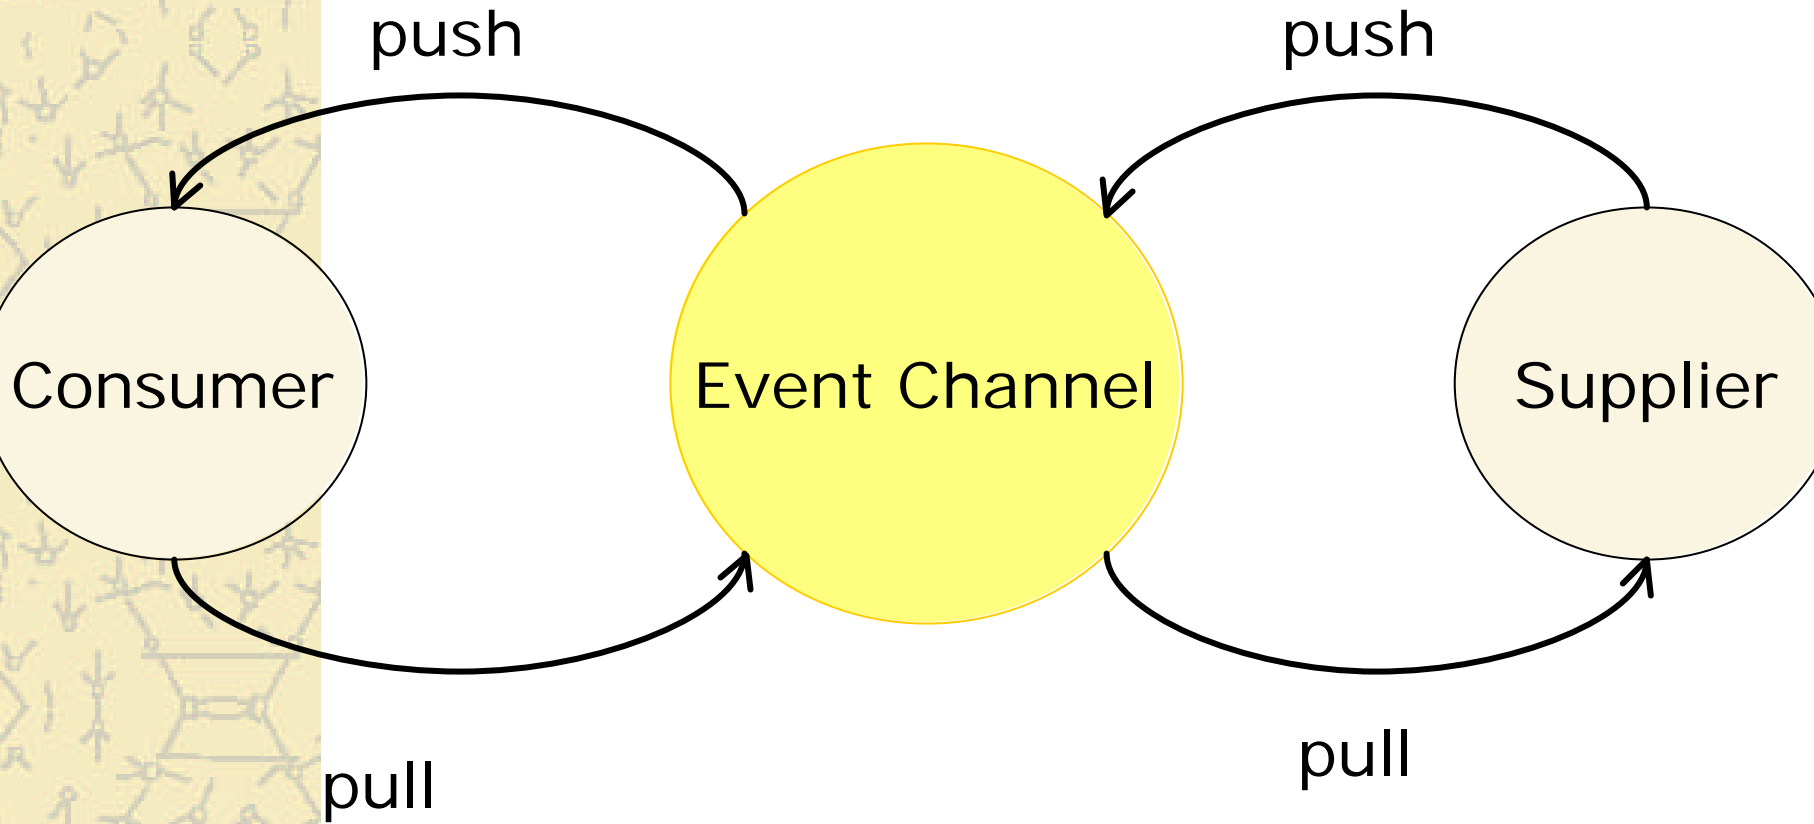 push
push
Consumer
Event Channel
Supplier
pull
pull